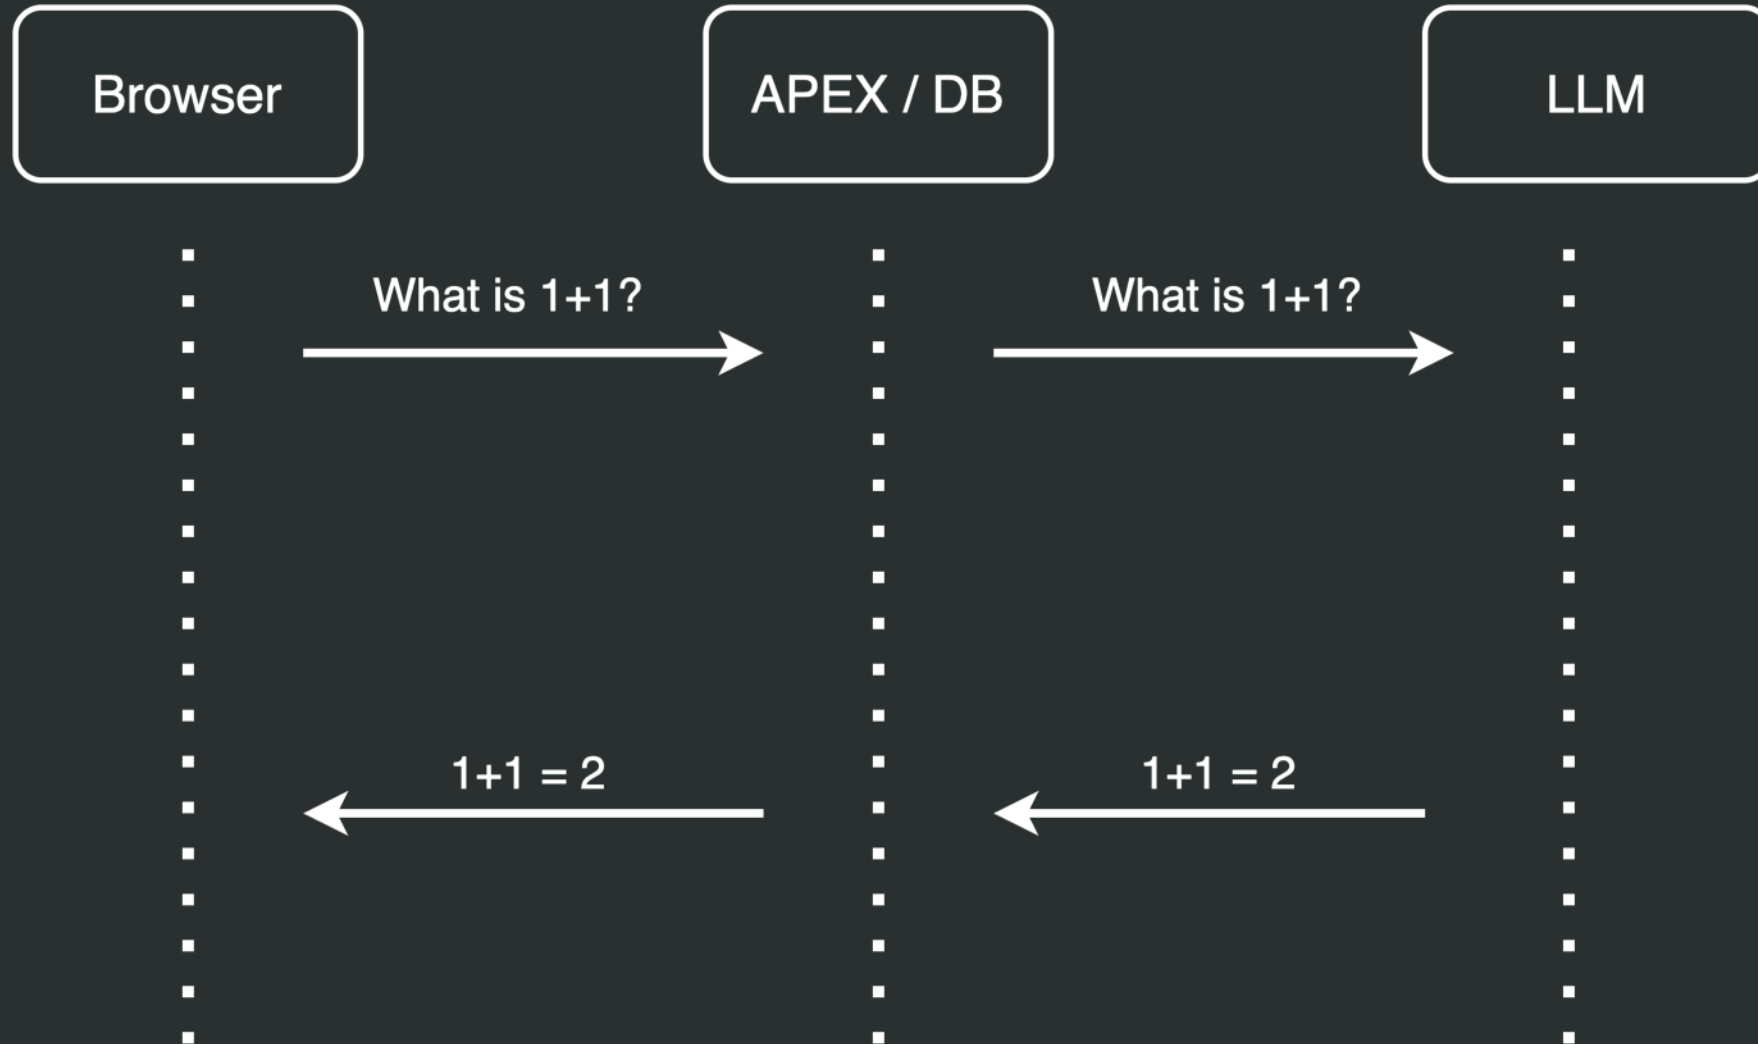 Browser
APEX / DB
LLM
What is 1+1?
What is 1+1?
1+1 = 2
1+1 = 2